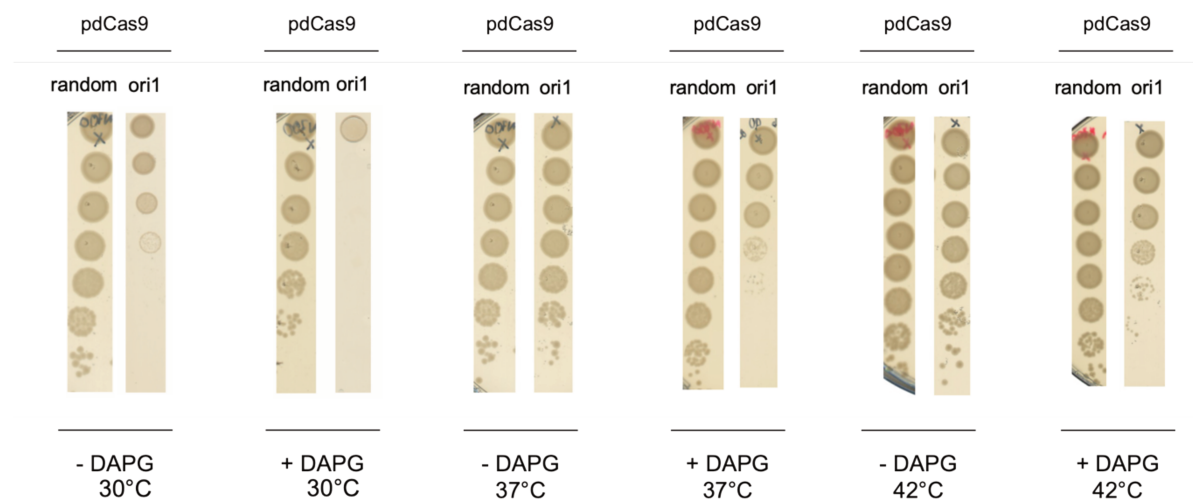 pdCas9 pdCas9 pdCas9 pdCas9 pdCas9 pdCas9
random ori1 random ori1 random ori1 random ori1 random ori1 random ori1
X X X X X X X X X X
- DAPG + DAPG - DAPG + DAPG - DAPG + DAPG
30°C 30°C 37°C 37°C 42°C 42°C